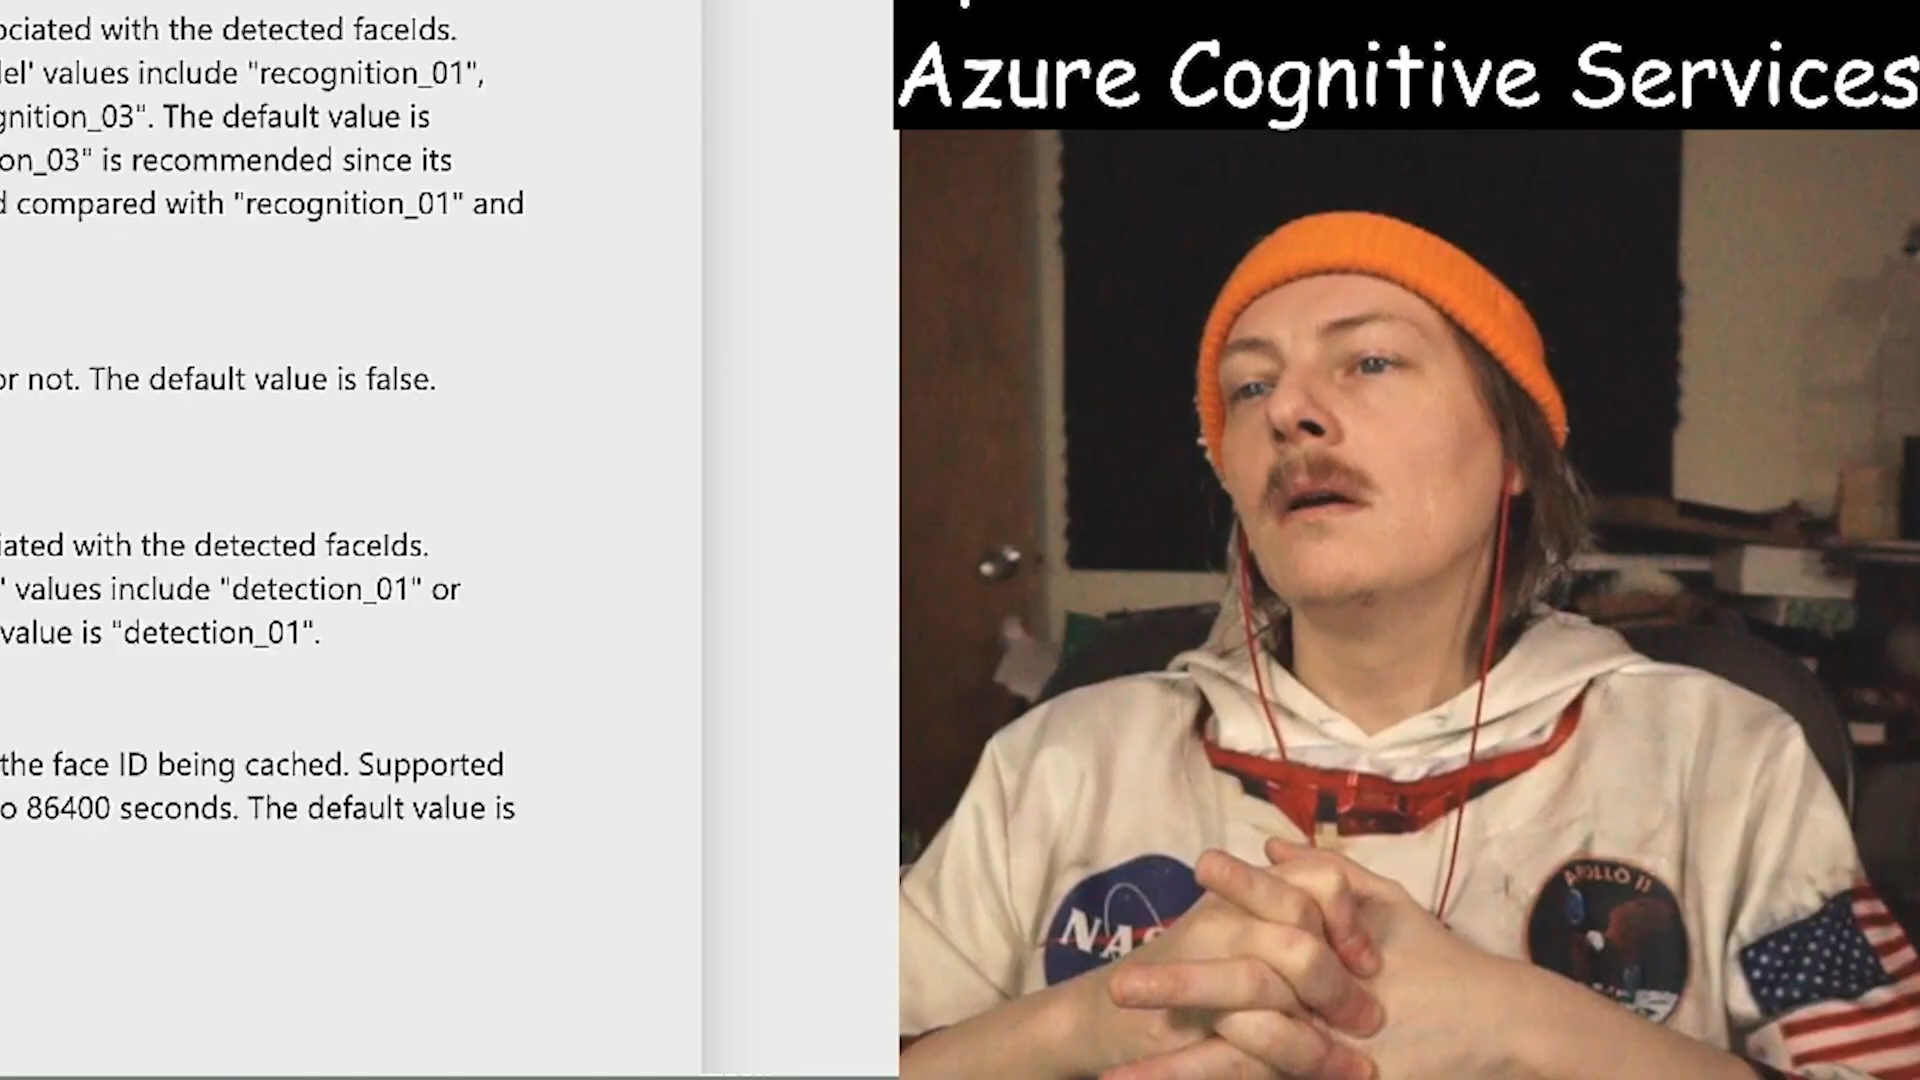 ociated with the detected faceIds.
del' values include "recognition_01",
gnition_03". The default value is
on_03" is recommended since its
d compared with "recognition_01" and
or not. The default value is false.
iated with the detected faceIds.
' values include "detection_01" or
value is "detection_01".
the face ID being cached. Supported
o 86400 seconds. The default value is
Azure Cognitive Services
NAS
APOLLO 11